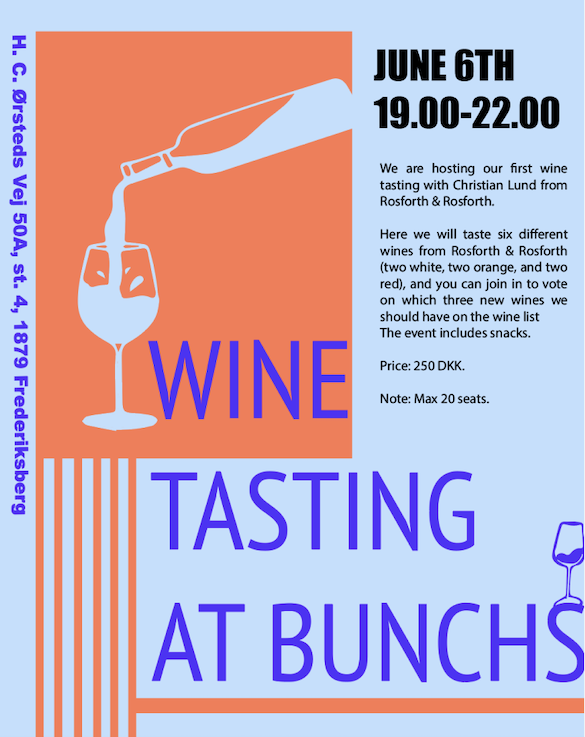 H. C. Ørsteds Vej 50A, st. 4, 1879 Frederiksberg
JUNE 6TH
19.00-22.00
We are hosting our first wine
tasting with Christian Lund from
Rosforth & Rosforth.
Here we will taste six different
wines from Rosforth & Rosforth
(two white, two orange, and two
red), and you can join in to vote
on which three new wines we
should have on the wine list
The event includes snacks.
Price: 250 DKK.
Note: Max 20 seats.
WINE
TASTING
AT BUNCHS